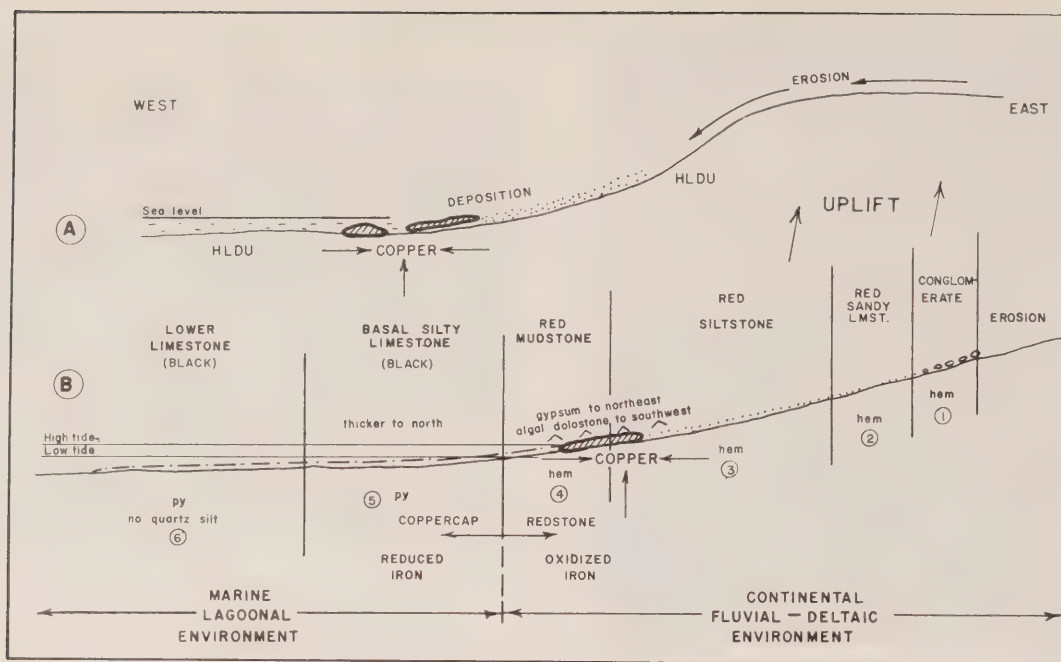 WEST
EROSION
EAST
HLDU
DEPOSITION
Sea level
A
HLDU
COPPER
UPLIFT
LOWER
LIMESTONE
(BLACK)
BASAL SILTY
LIMESTONE
(BLACK)
RED
MUDSTONE
RED
SILTSTONE
RED
SANDY
LMST.
CONGLOM-
ERATE
EROSION
B
thicker to north
gypsum to northeast
algal dolostone to southwest
High tide
Low tide
COPPER
hem
1
hem
2
hem
3
hem
4
5 py
py
no quartz silt
6
COPPERCAP
REDSTONE
REDUCED
IRON
OXIDIZED
IRON
MARINE
LAGOONAL
ENVIRONMENT
CONTINENTAL
FLUVIAL - DELTAIC
ENVIRONMENT